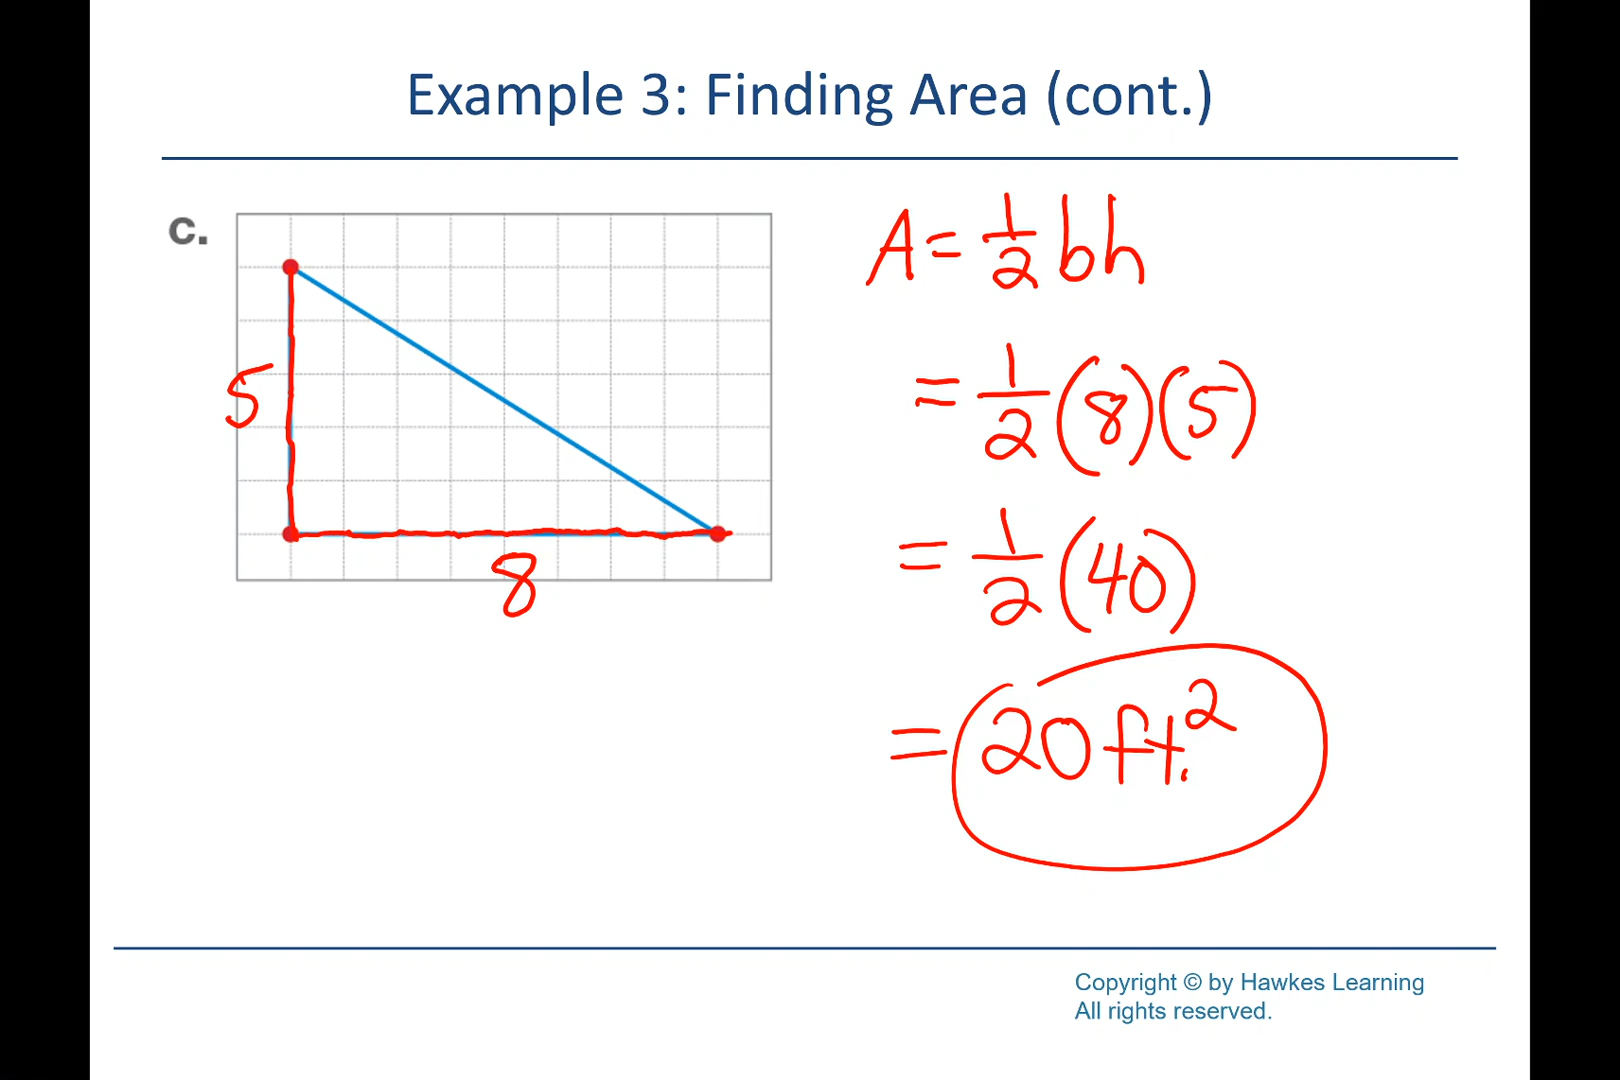 Example 3: Finding Area (cont.)
c.
5
8
A = 1/2 bh
= 1/2 (8)(5)
= 1/2 (40)
= 20 ft.²
Copyright © by Hawkes Learning
All rights reserved.